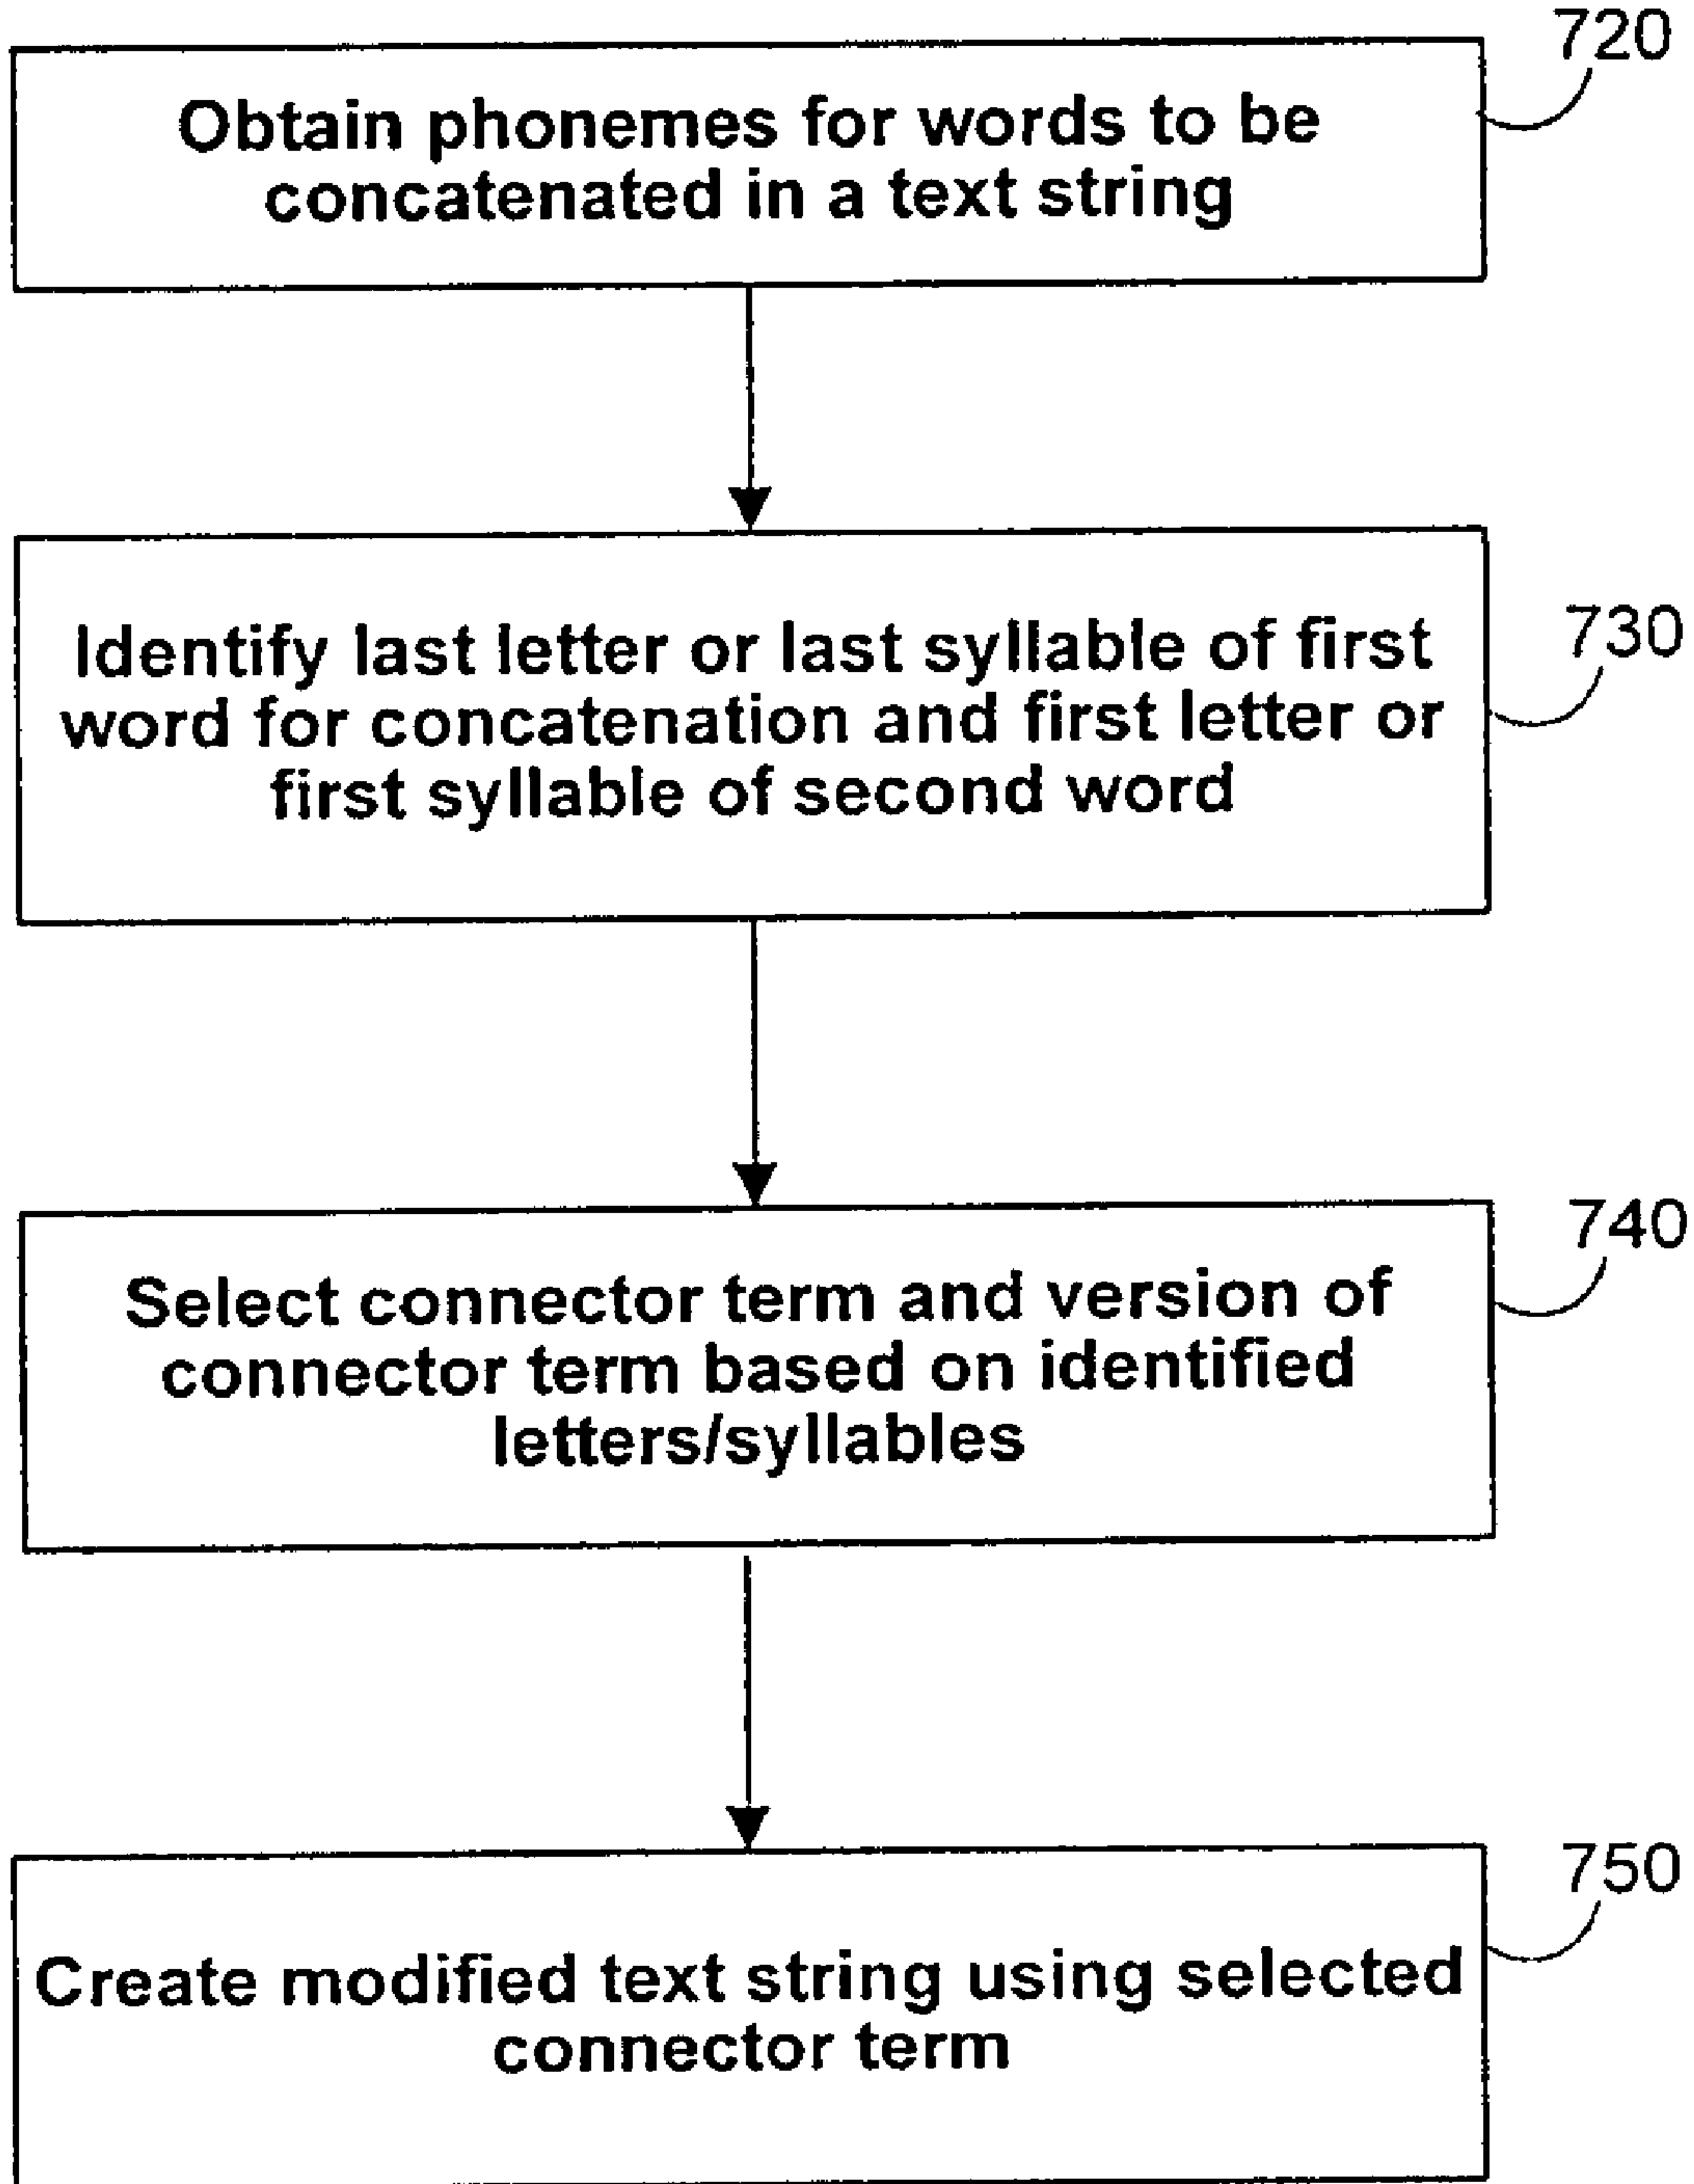 720
Obtain phonemes for words to be
concatenated in a text string
730
Identify last letter or last syllable of first
word for concatenation and first letter or
first syllable of second word
740
Select connector term and version of
connector term based on identified
letters/syllables
750
Create modified text string using selected
connector term